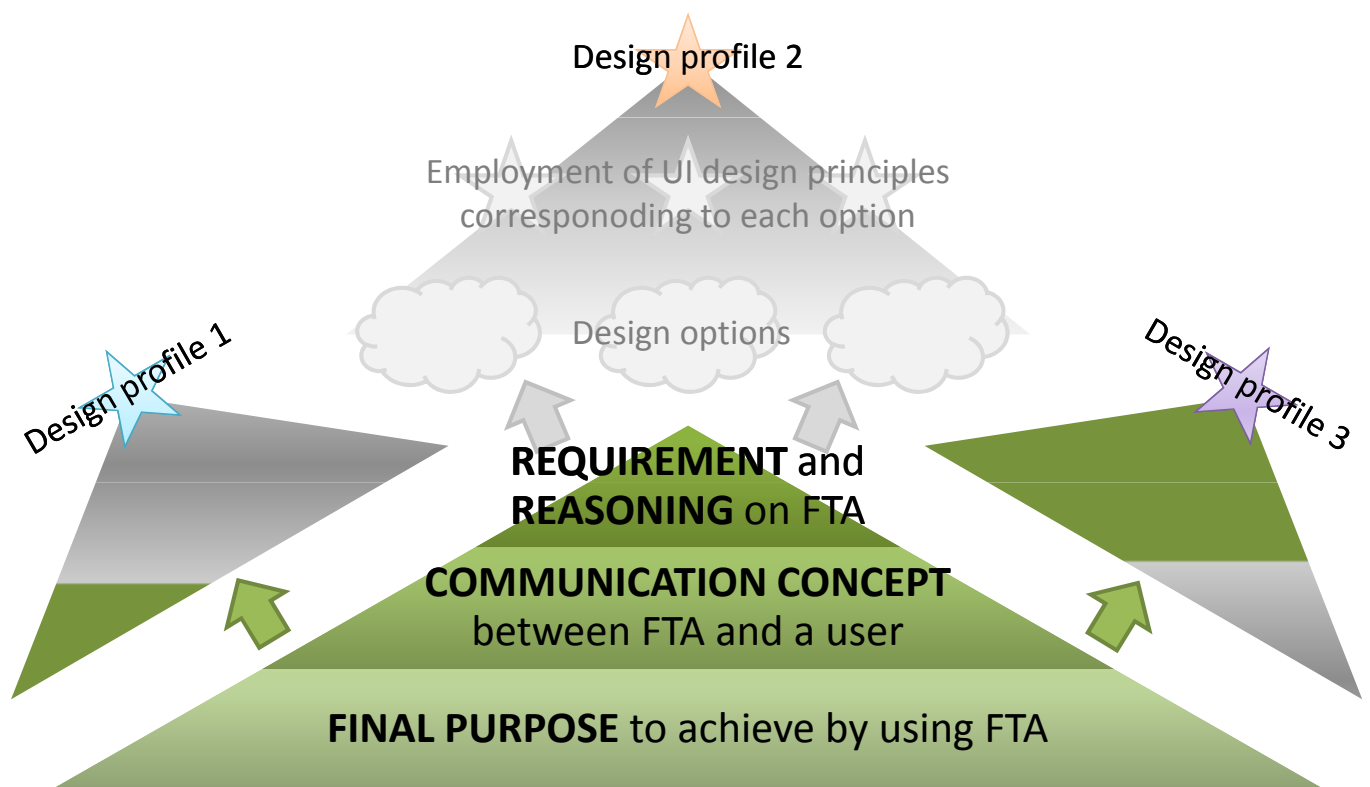 Design profile 2
Employment of UI design principles
corresponoding to each option
Design options
Design profile 1
Design profile 3
REQUIREMENT and
REASONING on FTA
COMMUNICATION CONCEPT
between FTA and a user
FINAL PURPOSE to achieve by using FTA